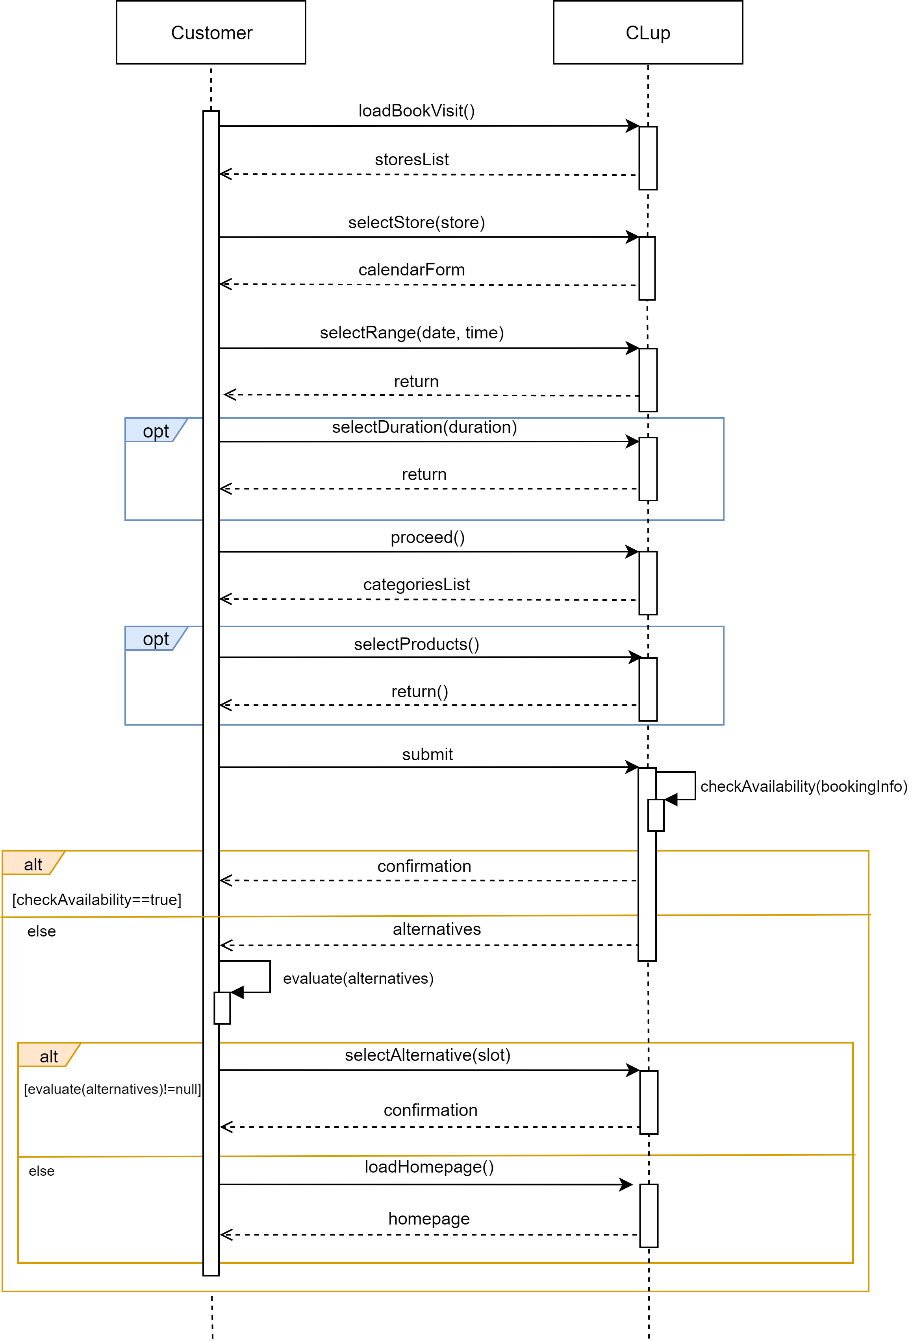 Customer
CLup
loadBookVisit()
storesList
selectStore(store)
calendarForm
selectRange(date, time)
return
opt
selectDuration(duration)
return
proceed()
categoriesList
opt
selectProducts()
return()
submit
checkAvailability(bookingInfo)
alt
confirmation
[checkAvailability==true]
else
alternatives
evaluate(alternatives)
alt
selectAlternative(slot)
[evaluate(alternatives)!=null]
confirmation
else
loadHomepage()
homepage